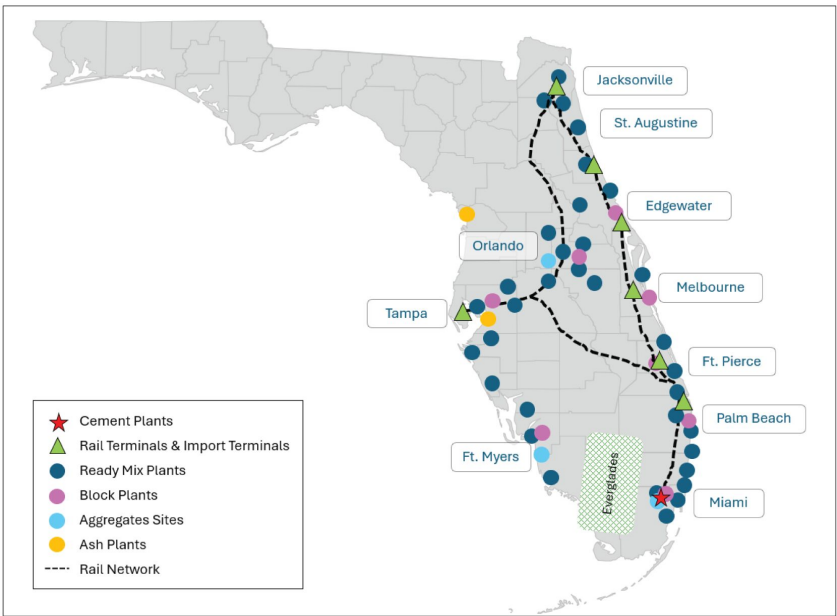 Jacksonville
St. Augustine
Edgewater
Orlando
Melbourne
Tampa
Ft. Pierce
Palm Beach
Ft. Myers
Everglades
Miami
Cement Plants
Rail Terminals & Import Terminals
Ready Mix Plants
Block Plants
Aggregates Sites
Ash Plants
Rail Network